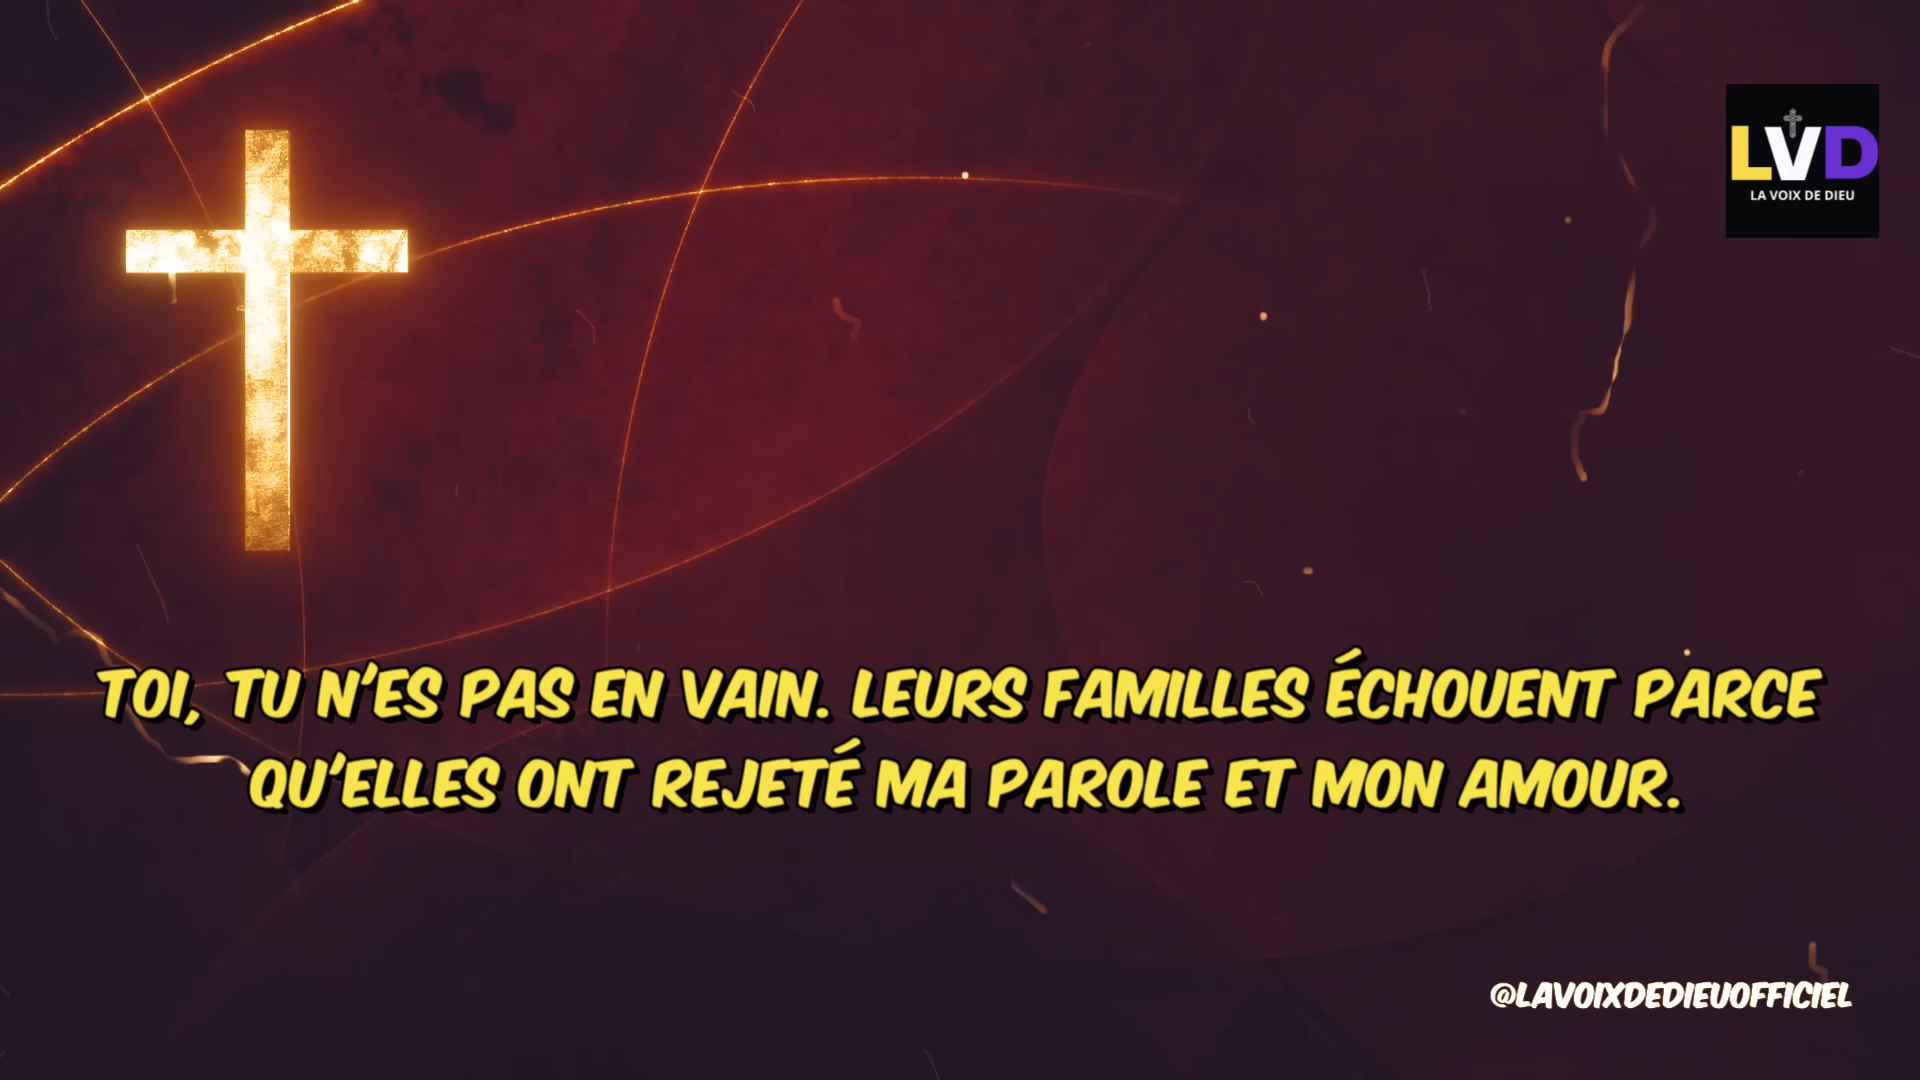 LVD
LA VOIX DE DIEU
TOI, TU N'ES PAS EN VAIN. LEURS FAMILLES ÉCHOUENT PARCE
QU'ELLES ONT REJETÉ MA PAROLE ET MON AMOUR.
@LAVOIXDEDIEUOFFICIEL